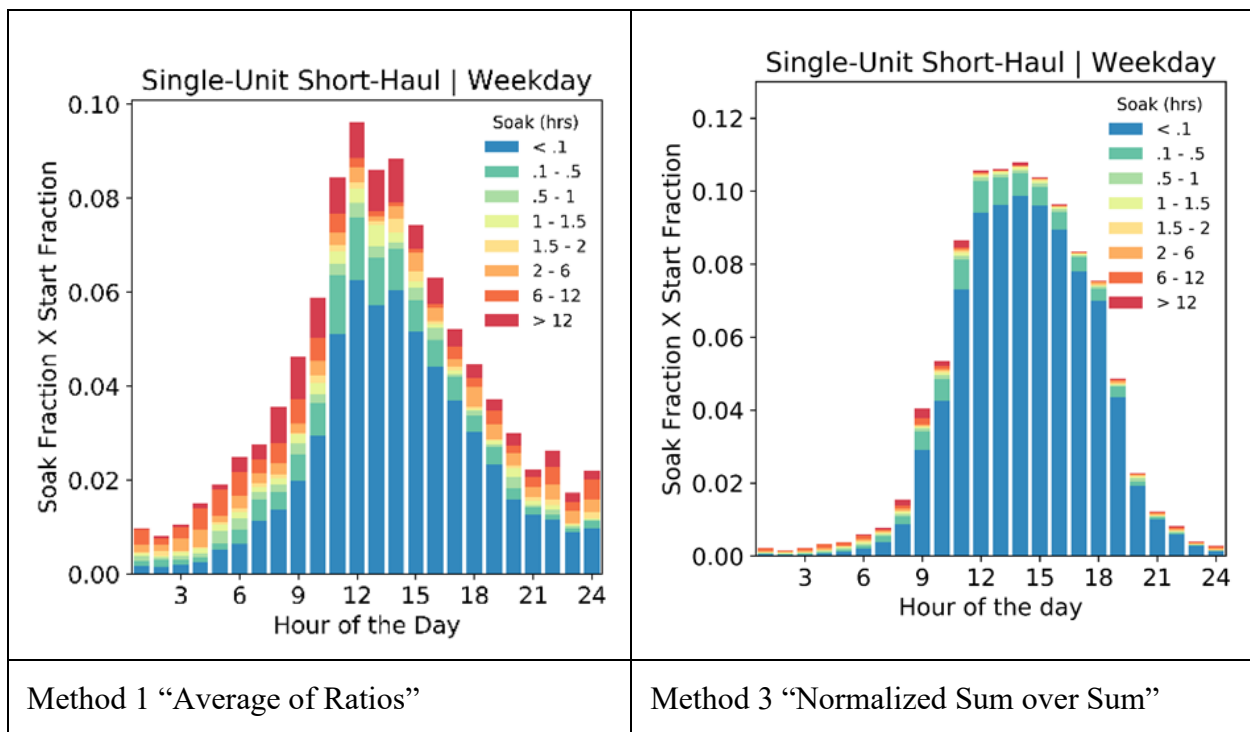 Single-Unit Short-Haul | Weekday
Soak Fraction X Start Fraction
0.10
0.08
0.06
0.04
0.02
0.00
Soak (hrs)
< .1
.1 - .5
.5 - 1
1 - 1.5
1.5 - 2
2 - 6
6 - 12
> 12
3 6 9 12 15 18 21 24
Hour of the Day
Method 1 “Average of Ratios”
Single-Unit Short-Haul | Weekday
Soak Fraction X Start Fraction
0.12
0.10
0.08
0.06
0.04
0.02
0.00
Soak (hrs)
< .1
.1 - .5
.5 - 1
1 - 1.5
1.5 - 2
2 - 6
6 - 12
> 12
3 6 9 12 15 18 21 24
Hour of the day
Method 3 “Normalized Sum over Sum”